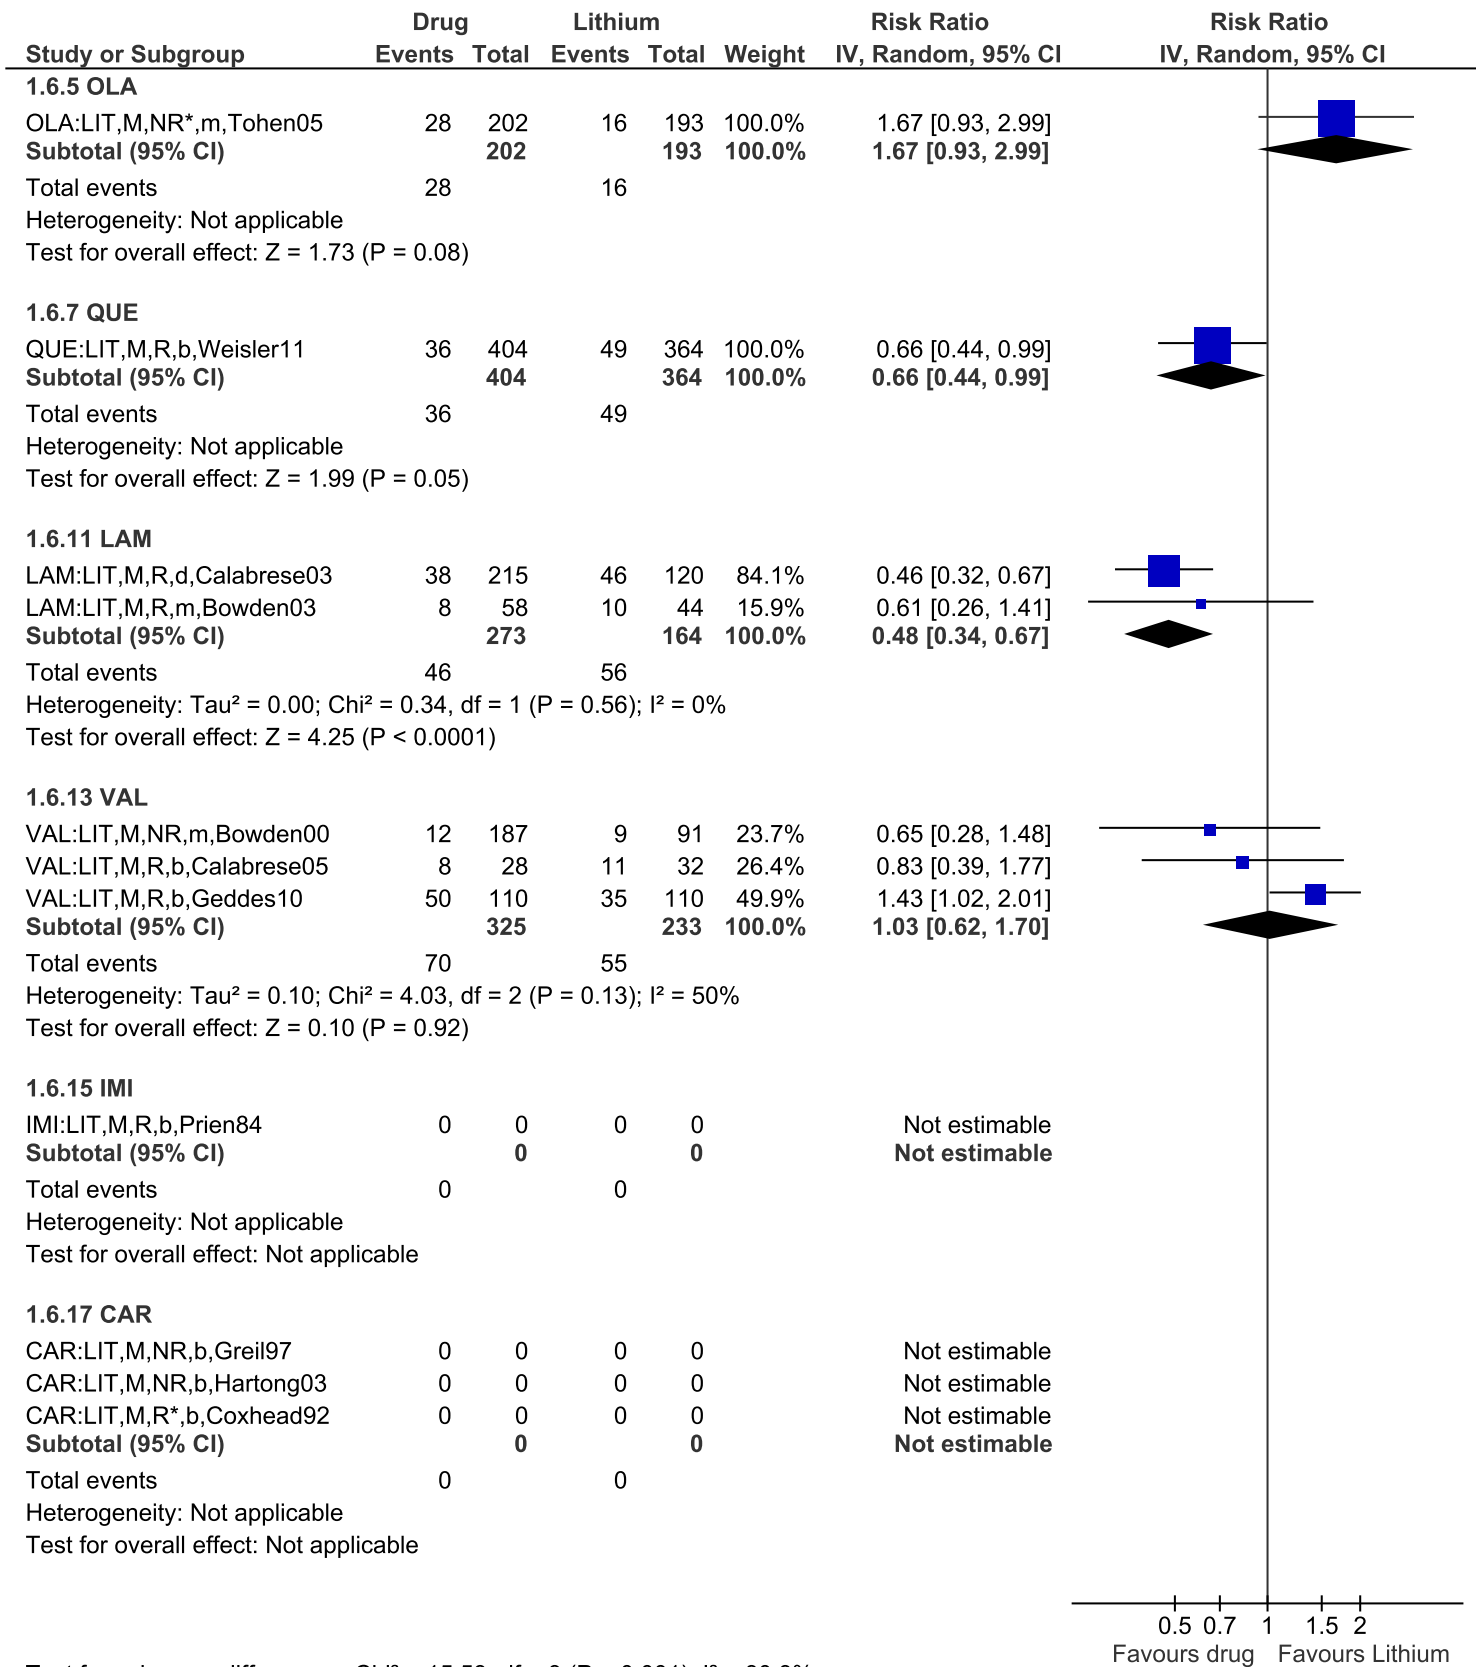 Drug Lithium Risk Ratio Risk Ratio
Study or Subgroup Events Total Events Total Weight IV, Random, 95% CI IV, Random, 95% CI
1.6.5 OLA
OLA:LIT,M,NR*,m,Tohen05 28 202 16 193 100.0% 1.67 [0.93, 2.99]
Subtotal (95% CI) 202 193 100.0% 1.67 [0.93, 2.99]
Total events 28 16
Heterogeneity: Not applicable
Test for overall effect: Z = 1.73 (P = 0.08)
1.6.7 QUE
QUE:LIT,M,R,b,Weisler11 36 404 49 364 100.0% 0.66 [0.44, 0.99]
Subtotal (95% CI) 404 364 100.0% 0.66 [0.44, 0.99]
Total events 36 49
Heterogeneity: Not applicable
Test for overall effect: Z = 1.99 (P = 0.05)
1.6.11 LAM
LAM:LIT,M,R,d,Calabrese03 38 215 46 120 84.1% 0.46 [0.32, 0.67]
LAM:LIT,M,R,m,Bowden03 8 58 10 44 15.9% 0.61 [0.26, 1.41]
Subtotal (95% CI) 273 164 100.0% 0.48 [0.34, 0.67]
Total events 46 56
Heterogeneity: Tau² = 0.00; Chi² = 0.34, df = 1 (P = 0.56); I² = 0%
Test for overall effect: Z = 4.25 (P < 0.0001)
1.6.13 VAL
VAL:LIT,M,NR,m,Bowden00 12 187 9 91 23.7% 0.65 [0.28, 1.48]
VAL:LIT,M,R,b,Calabrese05 8 28 11 32 26.4% 0.83 [0.39, 1.77]
VAL:LIT,M,R,b,Geddes10 50 110 35 110 49.9% 1.43 [1.02, 2.01]
Subtotal (95% CI) 325 233 100.0% 1.03 [0.62, 1.70]
Total events 70 55
Heterogeneity: Tau² = 0.10; Chi² = 4.03, df = 2 (P = 0.13); I² = 50%
Test for overall effect: Z = 0.10 (P = 0.92)
1.6.15 IMI
IMI:LIT,M,R,b,Prien84 0 0 0 0 Not estimable
Subtotal (95% CI) 0 0 Not estimable
Total events 0 0
Heterogeneity: Not applicable
Test for overall effect: Not applicable
1.6.17 CAR
CAR:LIT,M,NR,b,Greil97 0 0 0 0 Not estimable
CAR:LIT,M,NR,b,Hartong03 0 0 0 0 Not estimable
CAR:LIT,M,R*,b,Coxhead92 0 0 0 0 Not estimable
Subtotal (95% CI) 0 0 Not estimable
Total events 0 0
Heterogeneity: Not applicable
Test for overall effect: Not applicable
0.5 0.7 1 1.5 2
Favours drug Favours Lithium